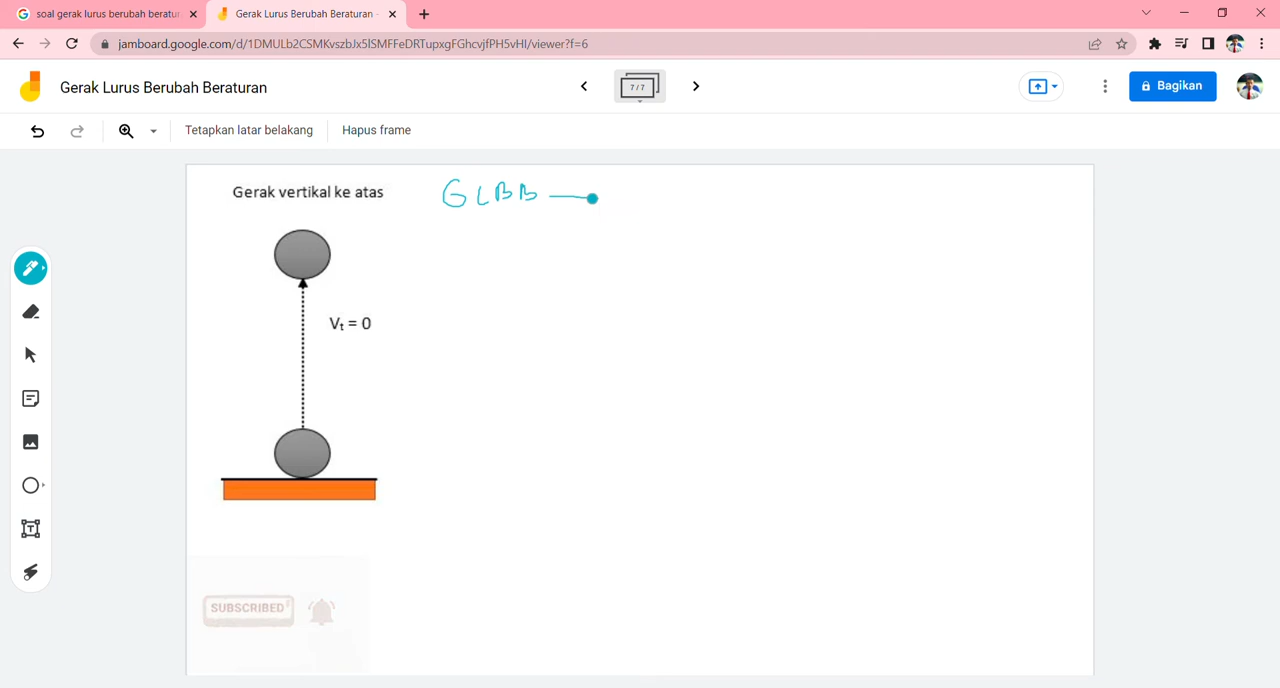 soal gerak lurus berubah beratur
Gerak Lurus Berubah Beraturan -
jamboard.google.com/d/1DMULb2CSMKvszbJx5lSMFFeDRTupxgFGhcvjfPH5vHI/viewer?f=6
Gerak Lurus Berubah Beraturan
7 / 7
Bagikan
Tetapkan latar belakang
Hapus frame
Gerak vertikal ke atas
GLBB
Vt = 0
SUBSCRIBED